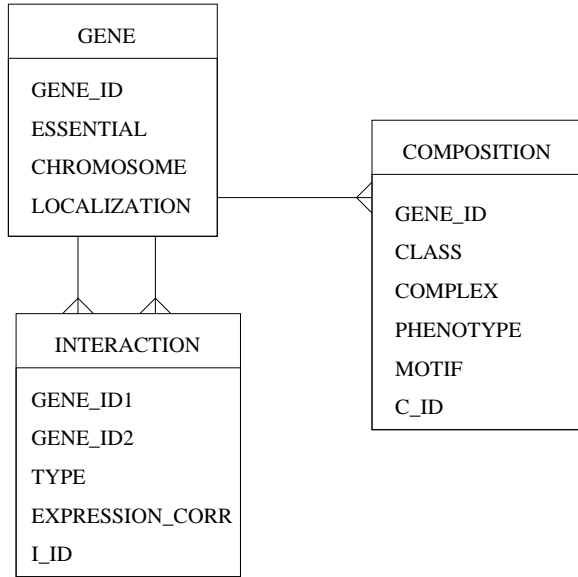 GENE
GENE_ID
ESSENTIAL
CHROMOSOME
LOCALIZATION
COMPOSITION
GENE_ID
CLASS
COMPLEX
PHENOTYPE
MOTIF
C_ID
INTERACTION
GENE_ID1
GENE_ID2
TYPE
EXPRESSION_CORR
I_ID